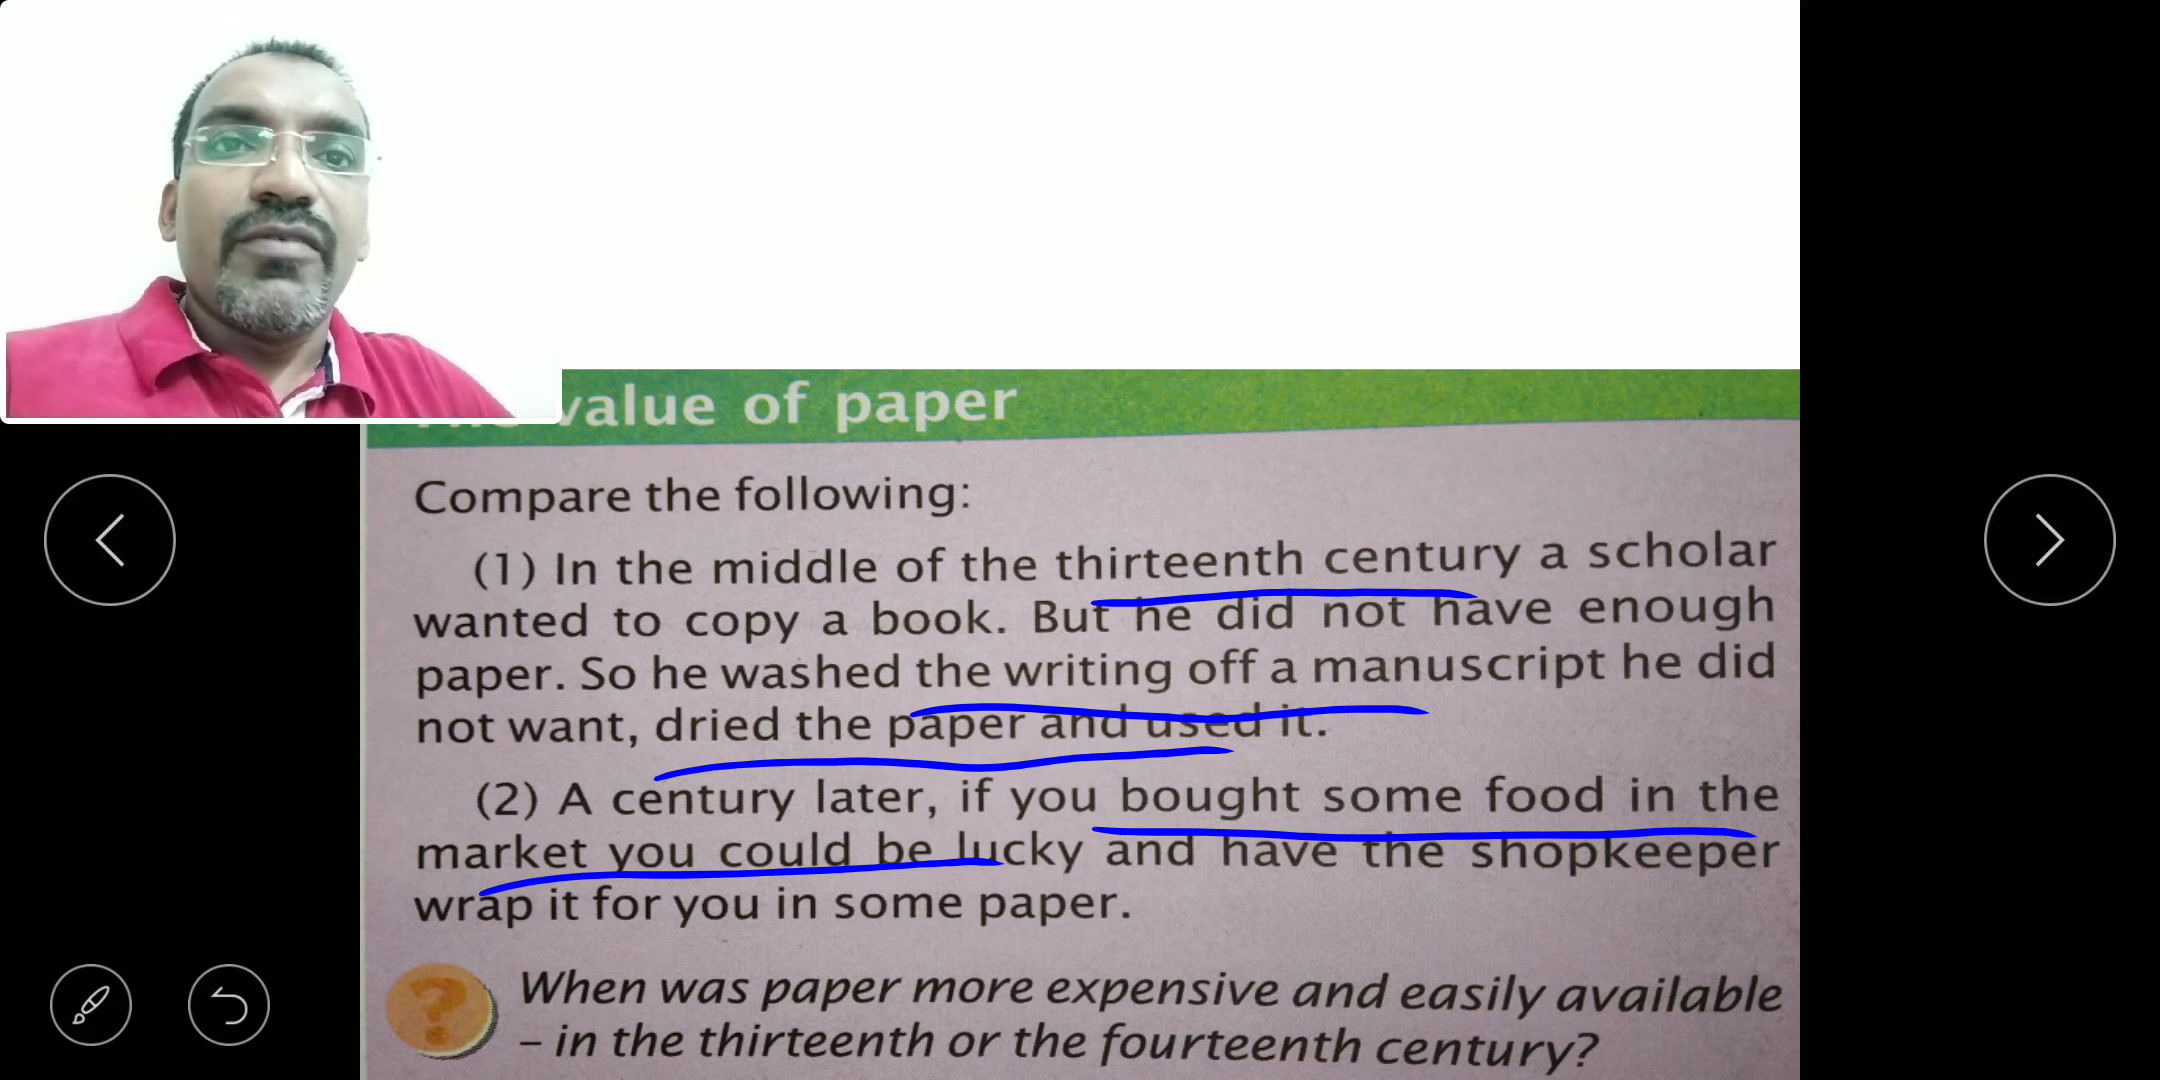 value of paper
Compare the following:
(1) In the middle of the thirteenth century a scholar
wanted to copy a book. But he did not have enough
paper. So he washed the writing off a manuscript he did
not want, dried the paper and used it.
(2) A century later, if you bought some food in the
market you could be lucky and have the shopkeeper
wrap it for you in some paper.
? When was paper more expensive and easily available
– in the thirteenth or the fourteenth century?